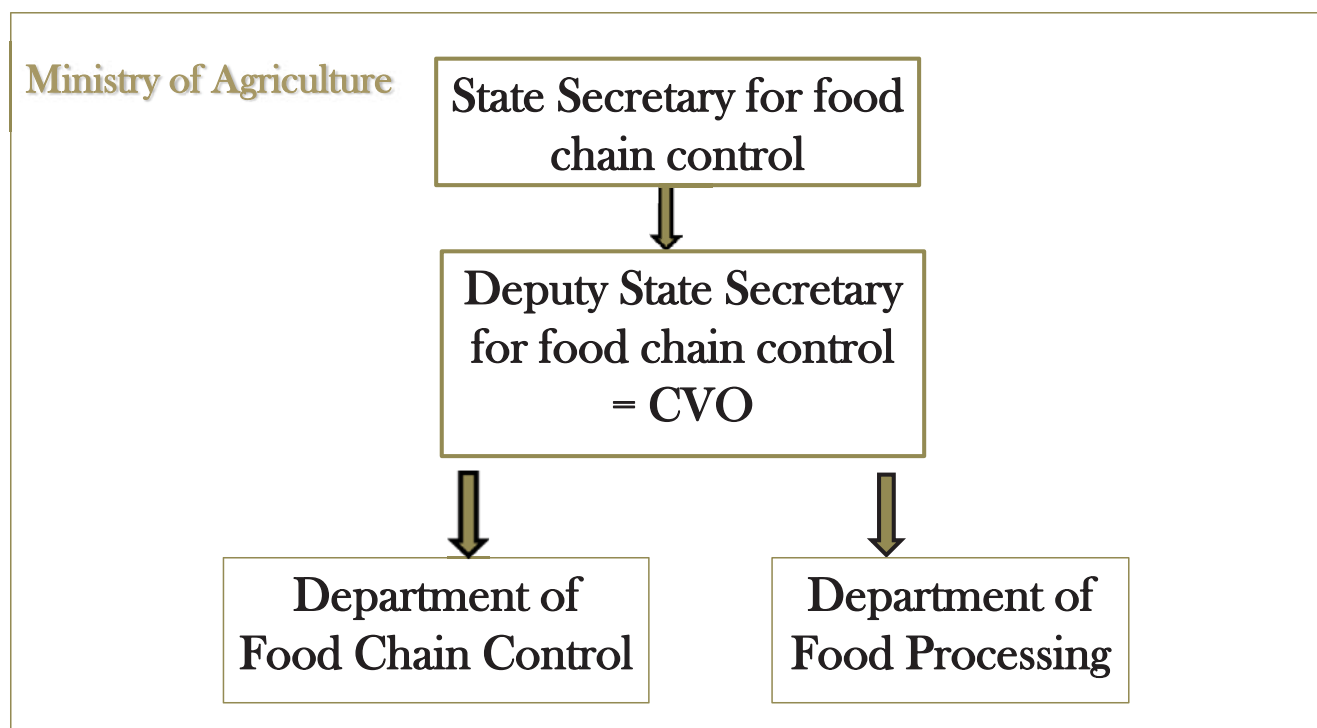 Ministry of Agriculture
State Secretary for food
chain control
Deputy State Secretary
for food chain control
= CVO
Department of
Food Chain Control
Department of
Food Processing